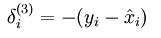 δ_i^{(3)} = −(y_i − x̂_i)